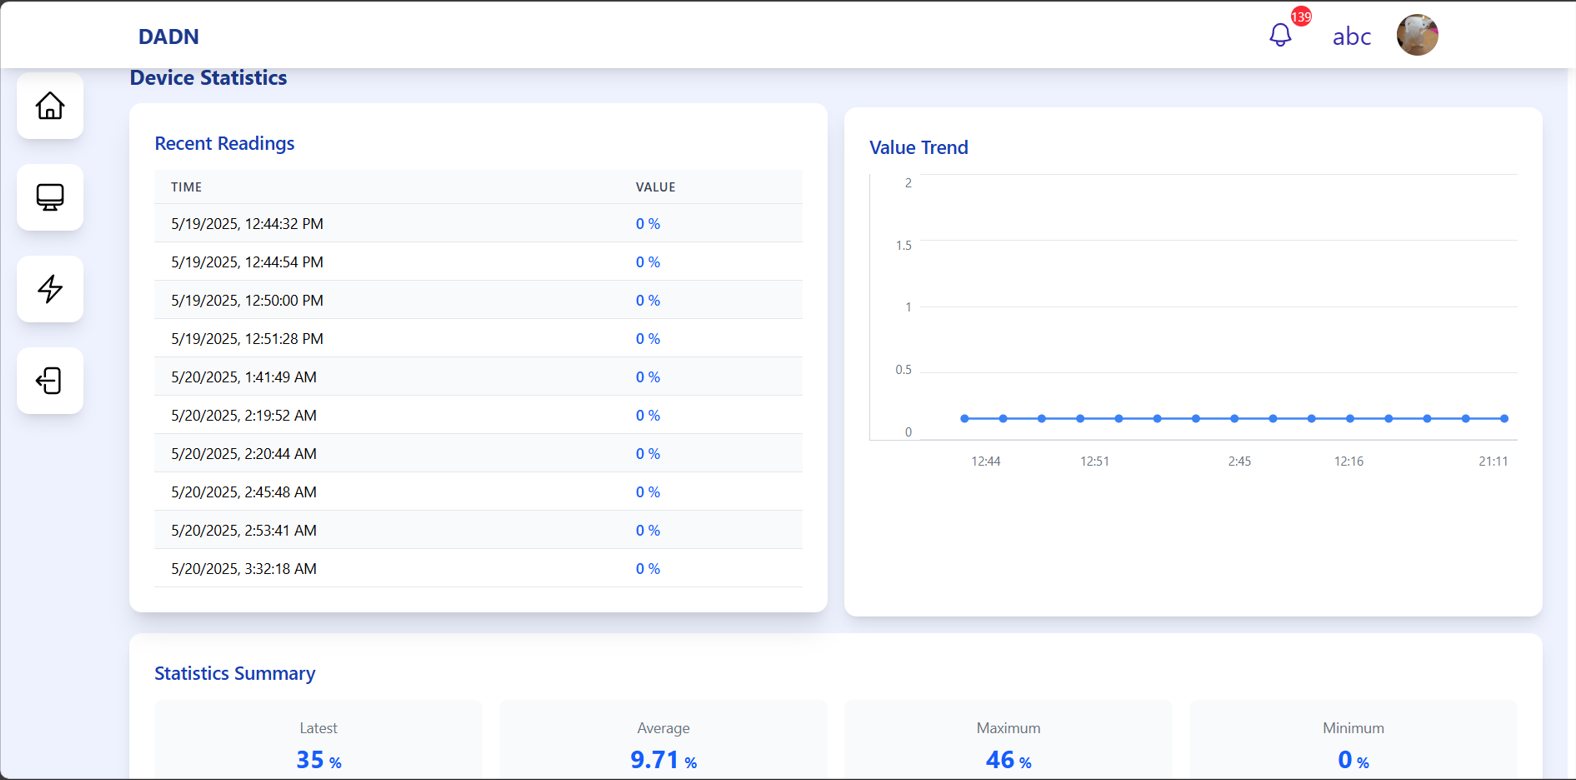 DADN
139
abc
Device Statistics
Recent Readings
TIME VALUE
5/19/2025, 12:44:32 PM 0 %
5/19/2025, 12:44:54 PM 0 %
5/19/2025, 12:50:00 PM 0 %
5/19/2025, 12:51:28 PM 0 %
5/20/2025, 1:41:49 AM 0 %
5/20/2025, 2:19:52 AM 0 %
5/20/2025, 2:20:44 AM 0 %
5/20/2025, 2:45:48 AM 0 %
5/20/2025, 2:53:41 AM 0 %
5/20/2025, 3:32:18 AM 0 %
Value Trend
2
1.5
1
0.5
0
12:44 12:51 2:45 12:16 21:11
Statistics Summary
Latest
35 %
Average
9.71 %
Maximum
46 %
Minimum
0 %